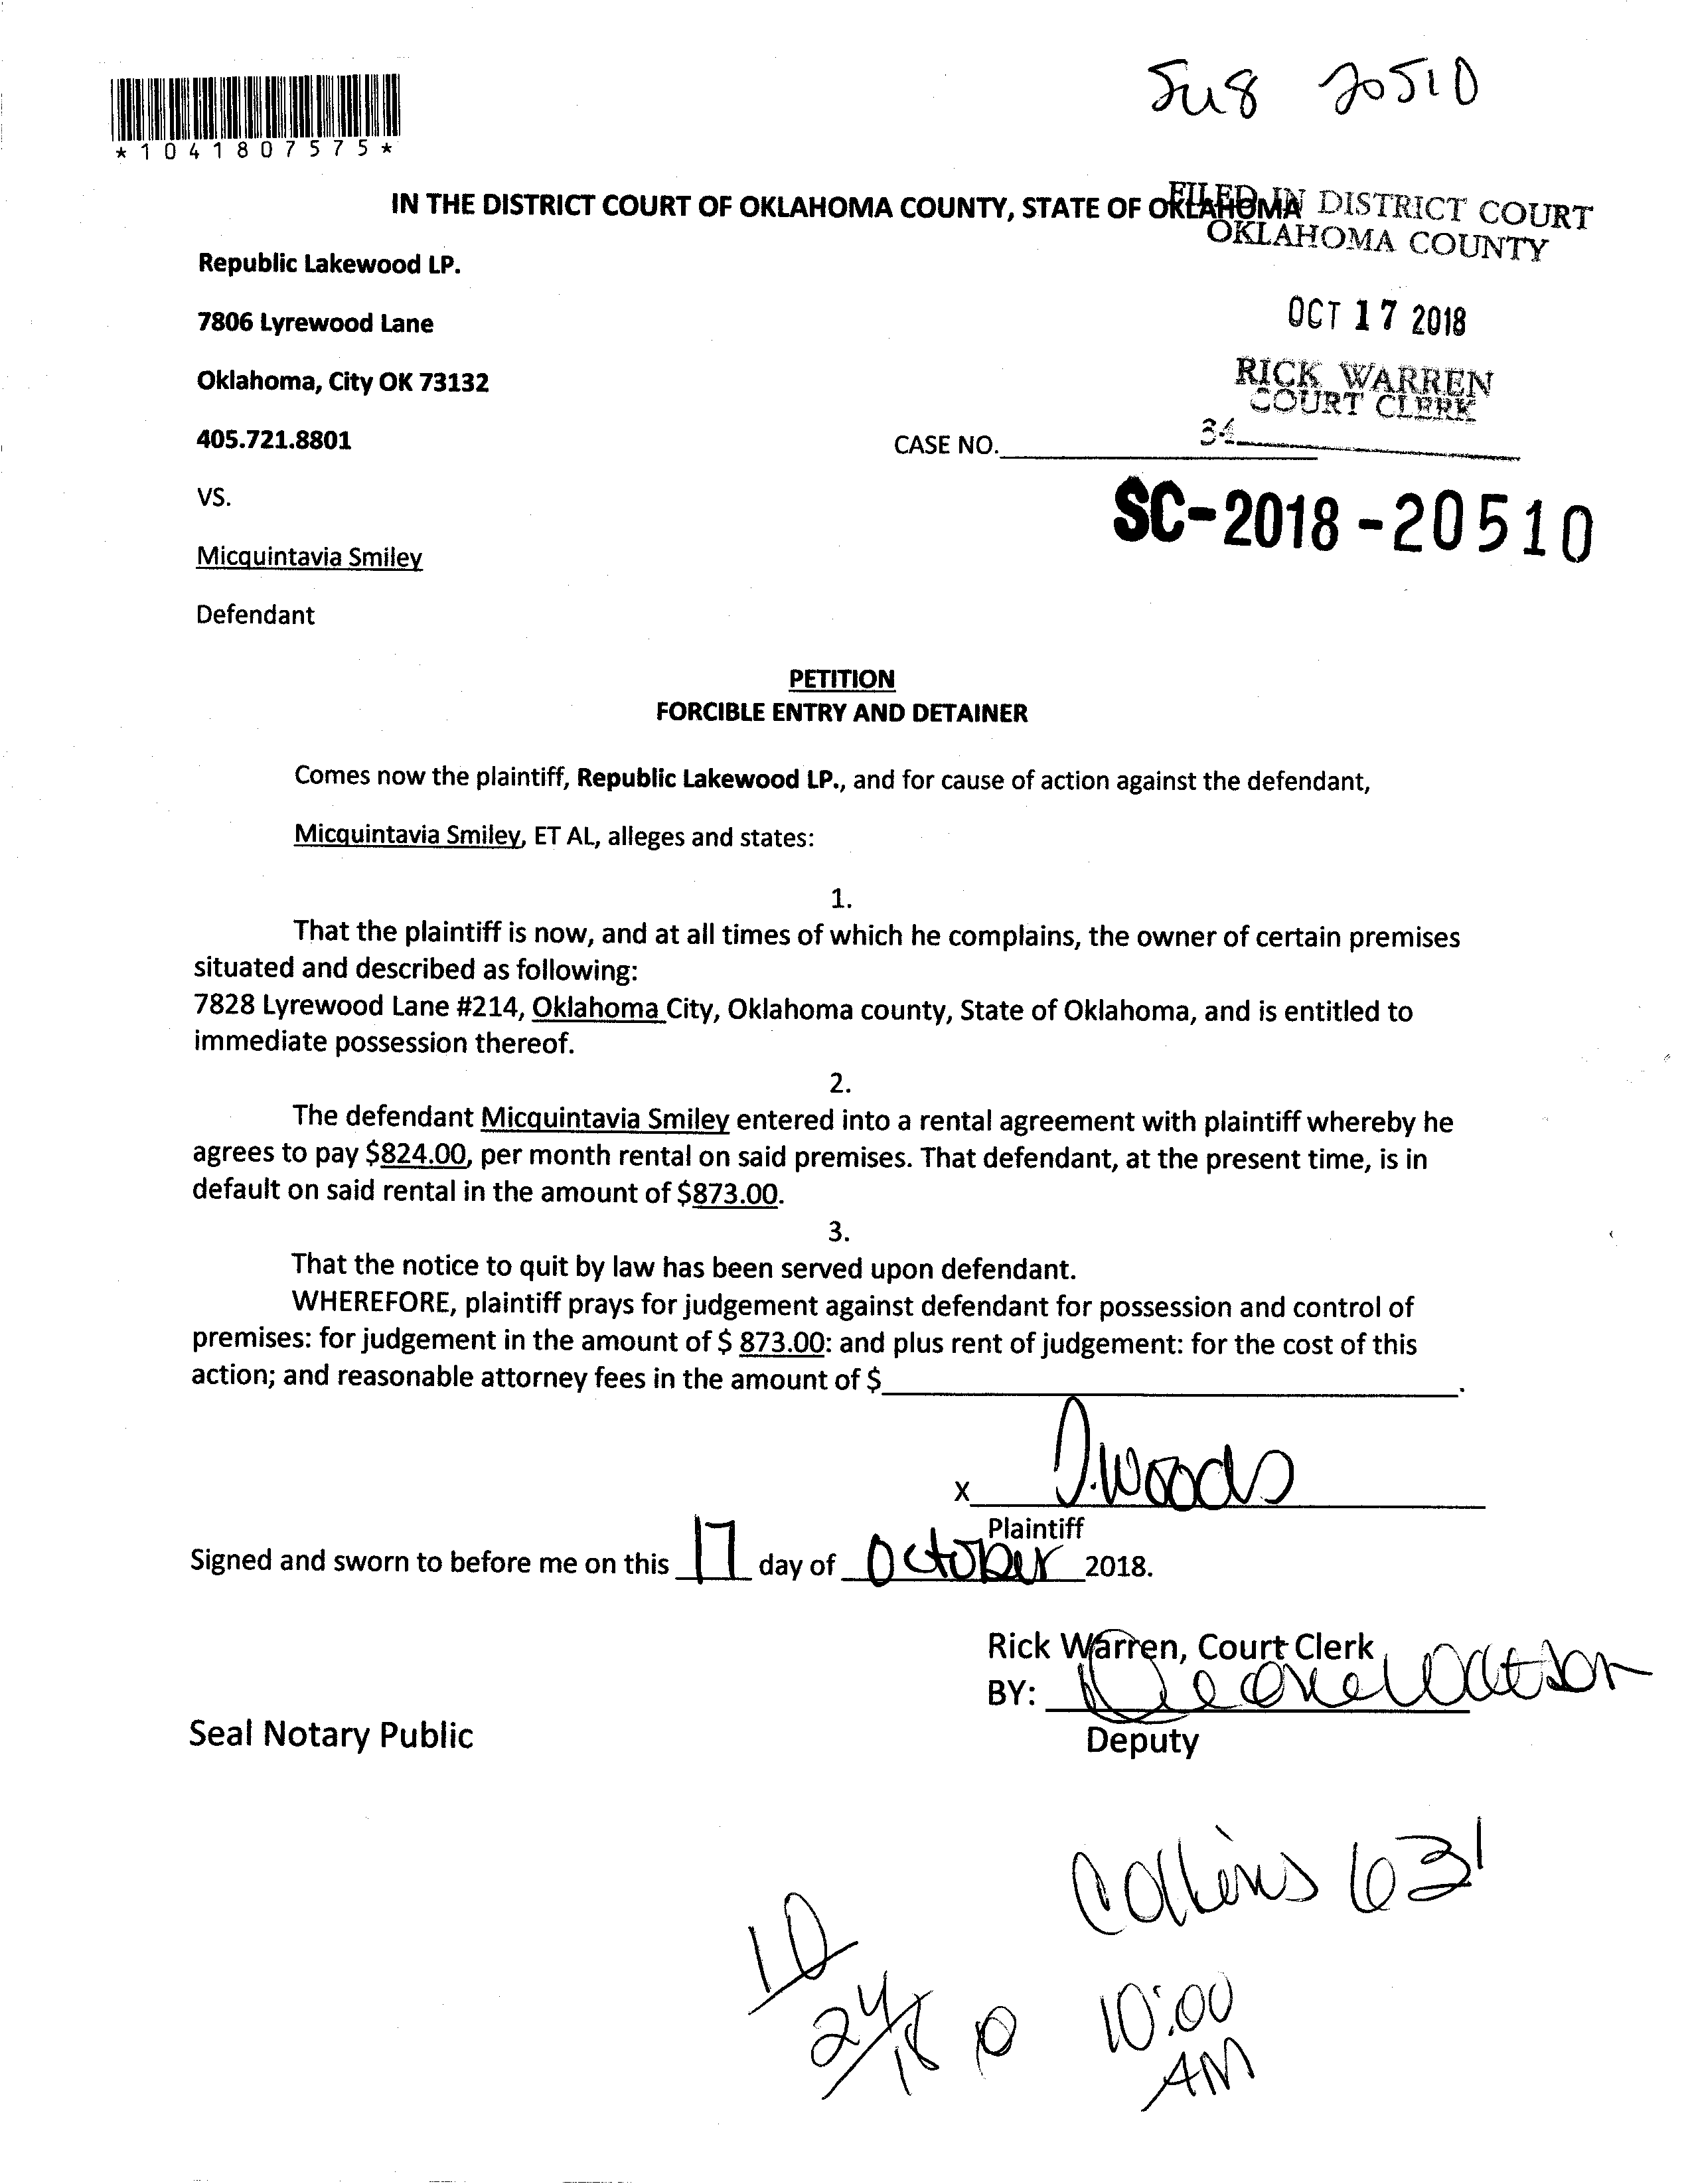 20510
*1041807575*
IN THE DISTRICT COURT OF OKLAHOMA COUNTY, STATE OF OKLAHOMA
FILED IN DISTRICT COURT
OKLAHOMA COUNTY
Republic Lakewood LP.
7806 Lyrewood Lane
OCT 17 2018
Oklahoma, City OK 73132
RICK WARREN
COURT CLERK
405.721.8801
CASE NO.
34
VS.
SC-2018-20510
Micquintavia Smiley
Defendant
PETITION
FORCIBLE ENTRY AND DETAINER
Comes now the plaintiff, Republic Lakewood LP., and for cause of action against the defendant,
Micquintavia Smiley, ET AL, alleges and states:
1.
That the plaintiff is now, and at all times of which he complains, the owner of certain premises
situated and described as following:
7828 Lyrewood Lane #214, Oklahoma City, Oklahoma county, State of Oklahoma, and is entitled to
immediate possession thereof.
2.
The defendant Micquintavia Smiley entered into a rental agreement with plaintiff whereby he
agrees to pay $824.00, per month rental on said premises. That defendant, at the present time, is in
default on said rental in the amount of $873.00.
3.
That the notice to quit by law has been served upon defendant.
WHEREFORE, plaintiff prays for judgement against defendant for possession and control of
premises: for judgement in the amount of $ 873.00: and plus rent of judgement: for the cost of this
action; and reasonable attorney fees in the amount of $ .
X J.Woods
Plaintiff
Signed and sworn to before me on this 17 day of October 2018.
Rick Warren, Court Clerk
BY: Watson
Seal Notary Public
Deputy
Collins 631
10/24/18 @ 10:00
AM